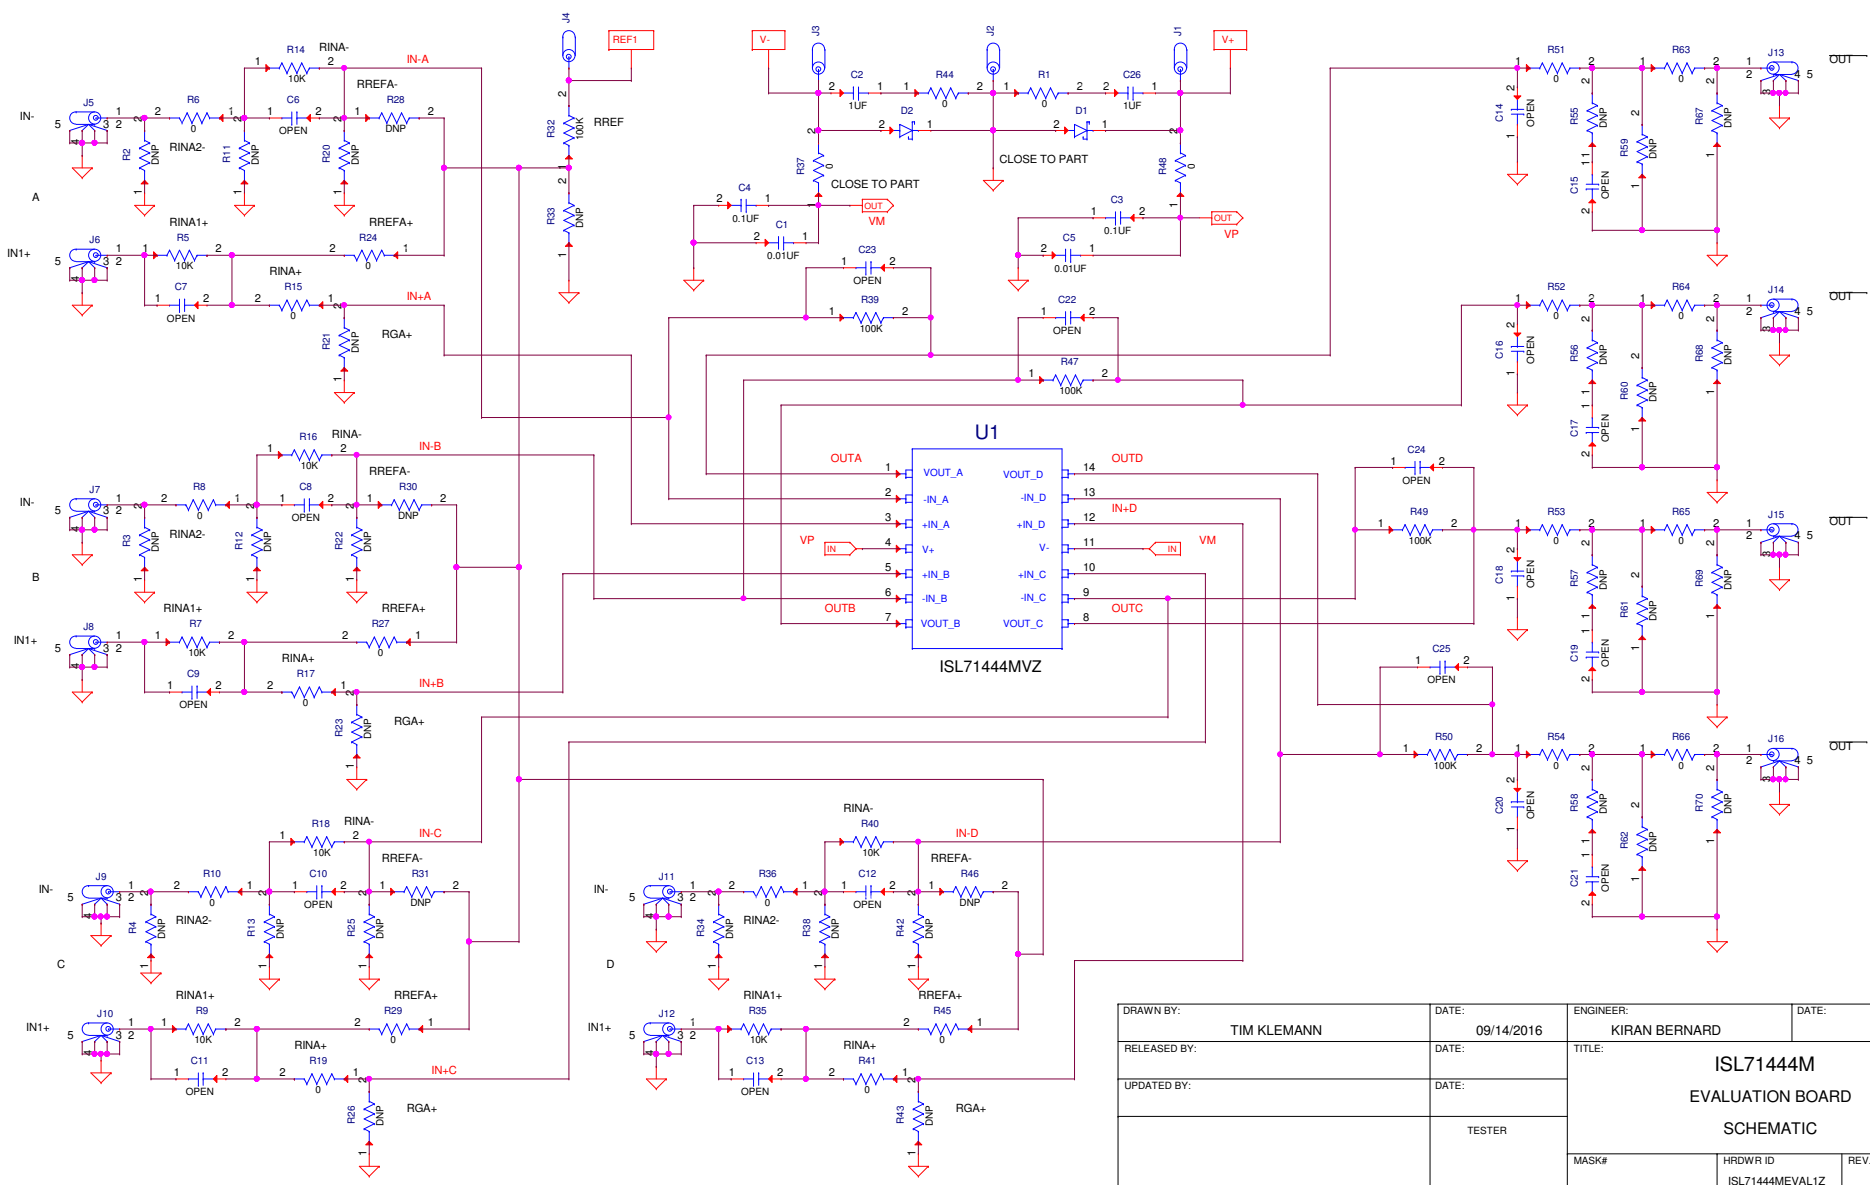 J4
REF1
V-
J3
J2
J1
V+
R14
RINA-
1 2
10K
IN-A
RREFA-
IN-
J5
R6
0
C6
OPEN
R28
DNP
R2
DNP
RINA2-
R11
DNP
R20
DNP
A
R32
100K
RREF
R33
DNP
C2
1UF
R44
0
R1
0
C26
1UF
D2
D1
CLOSE TO PART
R37
0
R48
0
CLOSE TO PART
C4
0.1UF
OUT
VM
C1
0.01UF
C3
0.1UF
OUT
VP
C5
0.01UF
RINA1+
RREFA+
IN1+
J6
R5
10K
R24
0
C7
OPEN
RINA+
R15
0
IN+A
R21
DNP
RGA+
C23
OPEN
R39
100K
C22
OPEN
R47
100K
R51
0
R63
0
J13
OUT
C14
OPEN
R55
DNP
C15
OPEN
R59
DNP
R67
DNP
R52
0
R64
0
J14
OUT
C16
OPEN
R56
DNP
C17
OPEN
R60
DNP
R68
DNP
R16
RINA-
10K
IN-B
RREFA-
IN-
J7
R8
0
C8
OPEN
R30
DNP
R3
DNP
RINA2-
R12
DNP
R22
DNP
B
RINA1+
RREFA+
IN1+
J8
R7
10K
R27
0
C9
OPEN
RINA+
R17
0
IN+B
R23
DNP
RGA+
U1
OUTA
1 VOUT_A
VOUT_D 14
OUTD
2 -IN_A
-IN_D 13
3 +IN_A
+IN_D 12
IN+D
VP
IN
4 V+
V- 11
IN
VM
5 +IN_B
+IN_C 10
6 -IN_B
-IN_C 9
OUTB
7 VOUT_B
VOUT_C 8
OUTC
ISL71444MVZ
C24
OPEN
R49
100K
R53
0
R65
0
J15
OUT
C18
OPEN
R57
DNP
C19
OPEN
R61
DNP
R69
DNP
C25
OPEN
R50
100K
R54
0
R66
0
J16
OUT
C20
OPEN
R58
DNP
C21
OPEN
R62
DNP
R70
DNP
R18
RINA-
10K
IN-C
RREFA-
IN-
J9
R10
0
C10
OPEN
R31
DNP
R4
DNP
RINA2-
R13
DNP
R25
DNP
C
RINA1+
IN1+
J10
R9
10K
RREFA+
R29
0
C11
OPEN
RINA+
R19
0
IN+C
R26
DNP
RGA+
RINA-
R40
10K
IN-D
RREFA-
IN-
J11
R36
0
C12
OPEN
R46
DNP
R34
DNP
RINA2-
R38
DNP
R42
DNP
D
RINA1+
RREFA+
IN1+
J12
R35
10K
R45
0
C13
OPEN
RINA+
R41
0
R43
DNP
RGA+
DRAWN BY:
TIM KLEMANN
DATE:
09/14/2016
ENGINEER:
KIRAN BERNARD
DATE:
RELEASED BY:
DATE:
TITLE:
ISL71444M
EVALUATION BOARD
SCHEMATIC
UPDATED BY:
DATE:
TESTER
MASK#
HRDWR ID
ISL71444MEVAL1Z
REV.